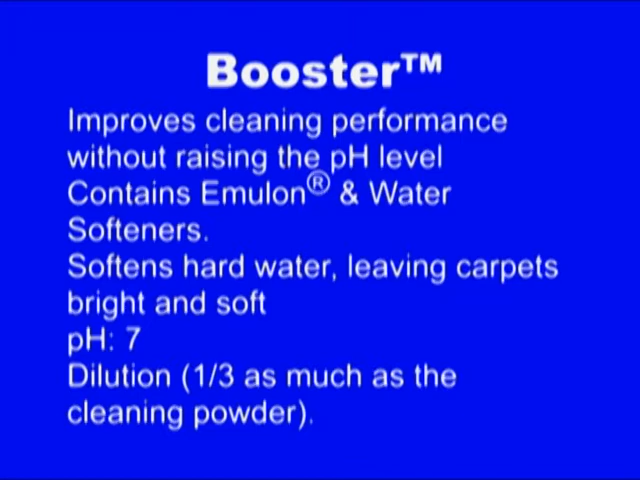 Booster™
Improves cleaning performance
without raising the pH level
Contains Emulon® & Water
Softeners.
Softens hard water, leaving carpets
bright and soft
pH: 7
Dilution (1/3 as much as the
cleaning powder).